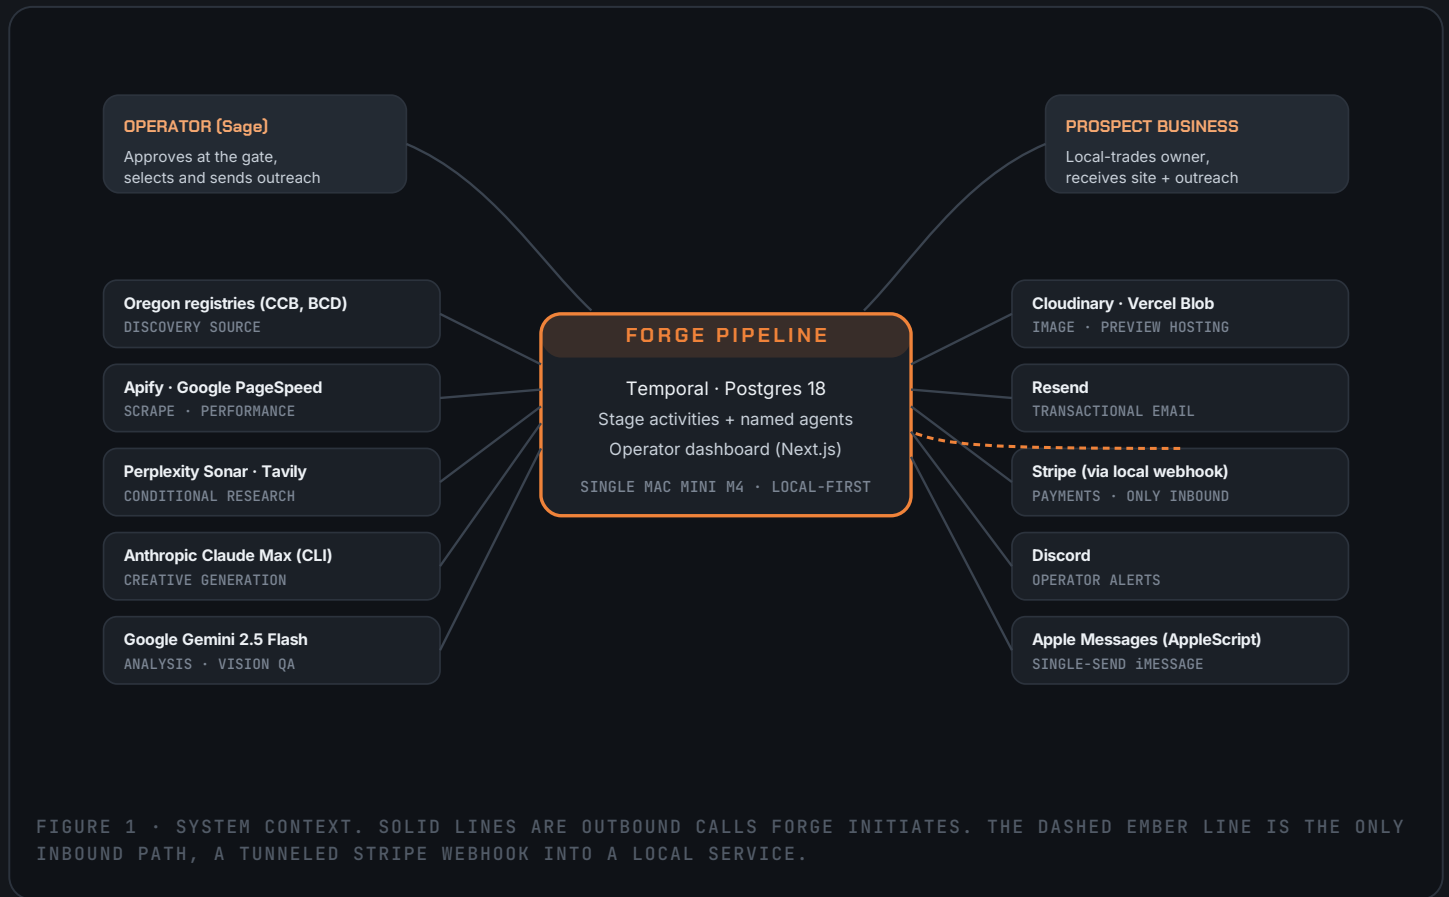 OPERATOR (Sage)
Approves at the gate,
selects and sends outreach
PROSPECT BUSINESS
Local-trades owner,
receives site + outreach
Oregon registries (CCB, BCD)
DISCOVERY SOURCE
Apify · Google PageSpeed
SCRAPE · PERFORMANCE
Perplexity Sonar · Tavily
CONDITIONAL RESEARCH
Anthropic Claude Max (CLI)
CREATIVE GENERATION
Google Gemini 2.5 Flash
ANALYSIS · VISION QA
FORGE PIPELINE
Temporal · Postgres 18
Stage activities + named agents
Operator dashboard (Next.js)
SINGLE MAC MINI M4 · LOCAL-FIRST
Cloudinary · Vercel Blob
IMAGE · PREVIEW HOSTING
Resend
TRANSACTIONAL EMAIL
Stripe (via local webhook)
PAYMENTS · ONLY INBOUND
Discord
OPERATOR ALERTS
Apple Messages (AppleScript)
SINGLE-SEND iMESSAGE
FIGURE 1 · SYSTEM CONTEXT. SOLID LINES ARE OUTBOUND CALLS FORGE INITIATES. THE DASHED EMBER LINE IS THE ONLY
INBOUND PATH, A TUNNELED STRIPE WEBHOOK INTO A LOCAL SERVICE.